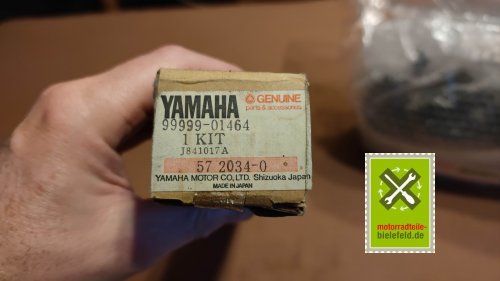 YAMAHA
GENUINE
parts & accessories
99999-01464
1 KIT
J841017A
57 2034-0
YAMAHA MOTOR CO., LTD. Shizuoka Japan
MADE IN JAPAN
motorradteile-
bielefeld.de